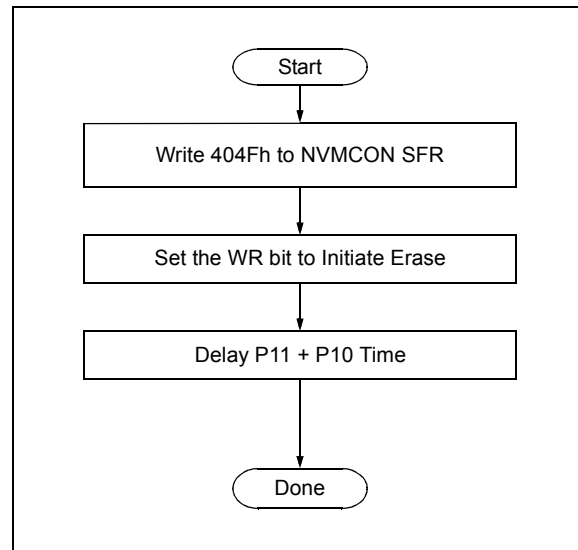 Start
Write 404Fh to NVMCON SFR
Set the WR bit to Initiate Erase
Delay P11 + P10 Time
Done